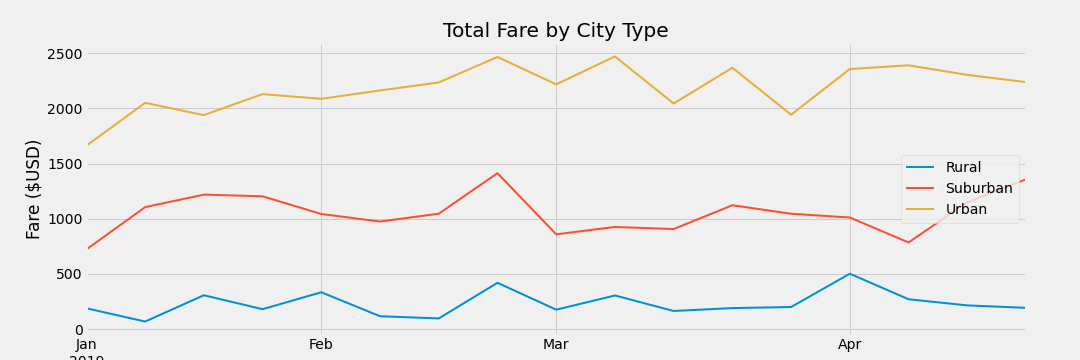 Total Fare by City Type
Fare ($USD)
2500
2000
1500
1000
500
0
Rural
Suburban
Urban
Jan
Feb
Mar
Apr
2019